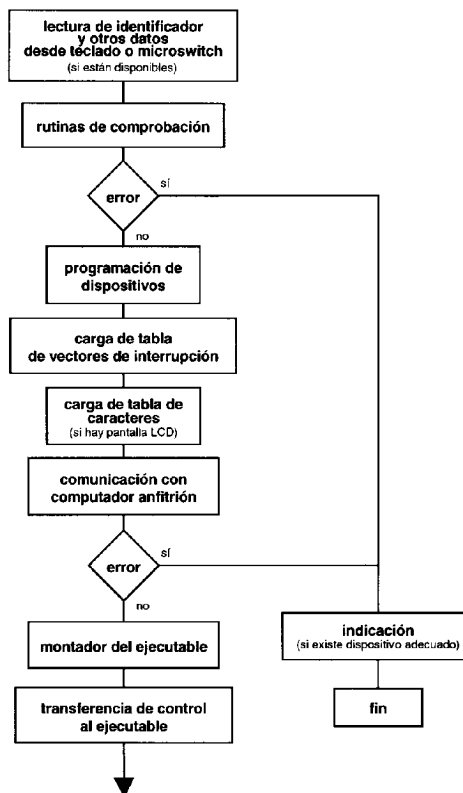 lectura de identificador
y otros datos
desde teclado o microswitch
(si están disponibles)
rutinas de comprobación
error
sí
no
programación de
dispositivos
carga de tabla
de vectores de interrupción
carga de tabla de
caracteres
(si hay pantalla LCD)
comunicación con
computador anfitrión
error
sí
no
montador del ejecutable
indicación
(si existe dispositivo adecuado)
transferencia de control
al ejecutable
fin